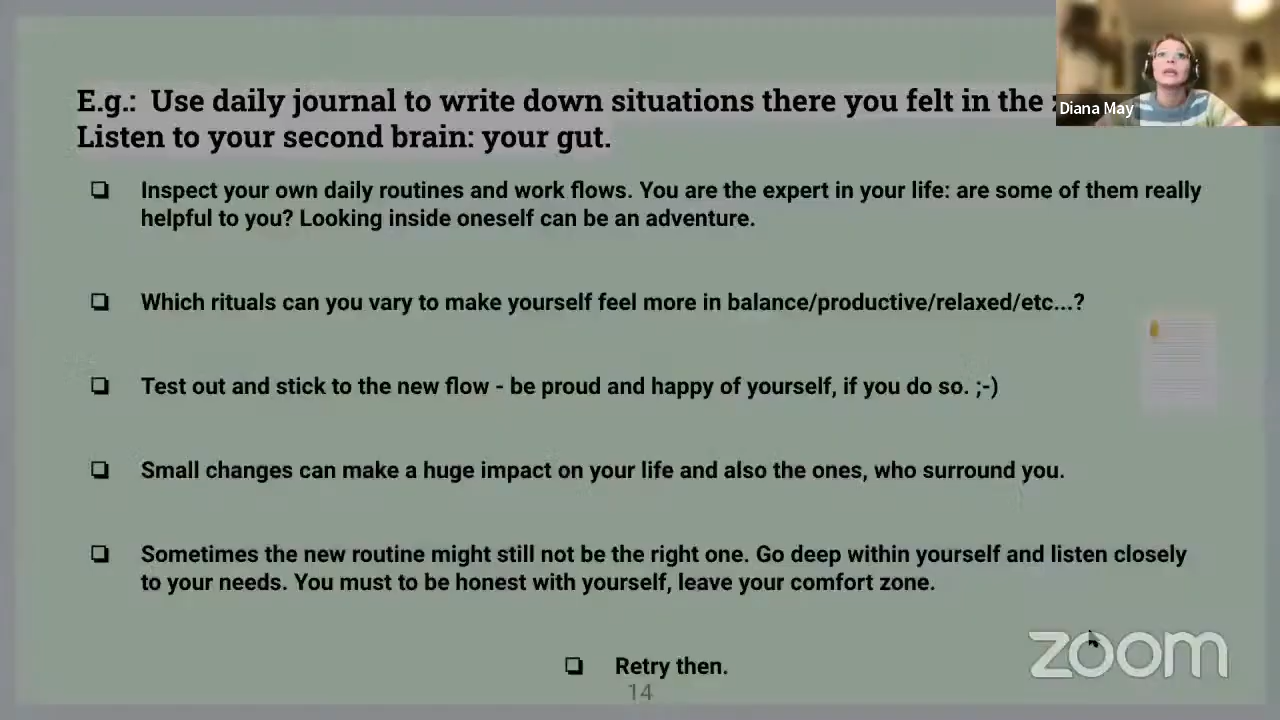 E.g.: Use daily journal to write down situations there you felt in the
Diana May
Listen to your second brain: your gut.
❏ Inspect your own daily routines and work flows. You are the expert in your life: are some of them really
helpful to you? Looking inside oneself can be an adventure.
❏ Which rituals can you vary to make yourself feel more in balance/productive/relaxed/etc...?
❏ Test out and stick to the new flow - be proud and happy of yourself, if you do so. ;-)
❏ Small changes can make a huge impact on your life and also the ones, who surround you.
❏ Sometimes the new routine might still not be the right one. Go deep within yourself and listen closely
to your needs. You must to be honest with yourself, leave your comfort zone.
zoom
❏ Retry then.
14